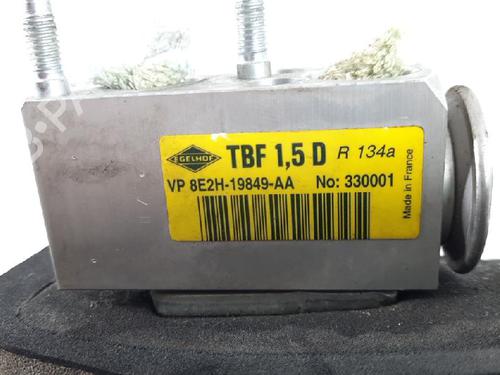 EGELHOF
TBF 1,5 D R 134a
VP 8E2H-19849-AA No: 330001
Made in France